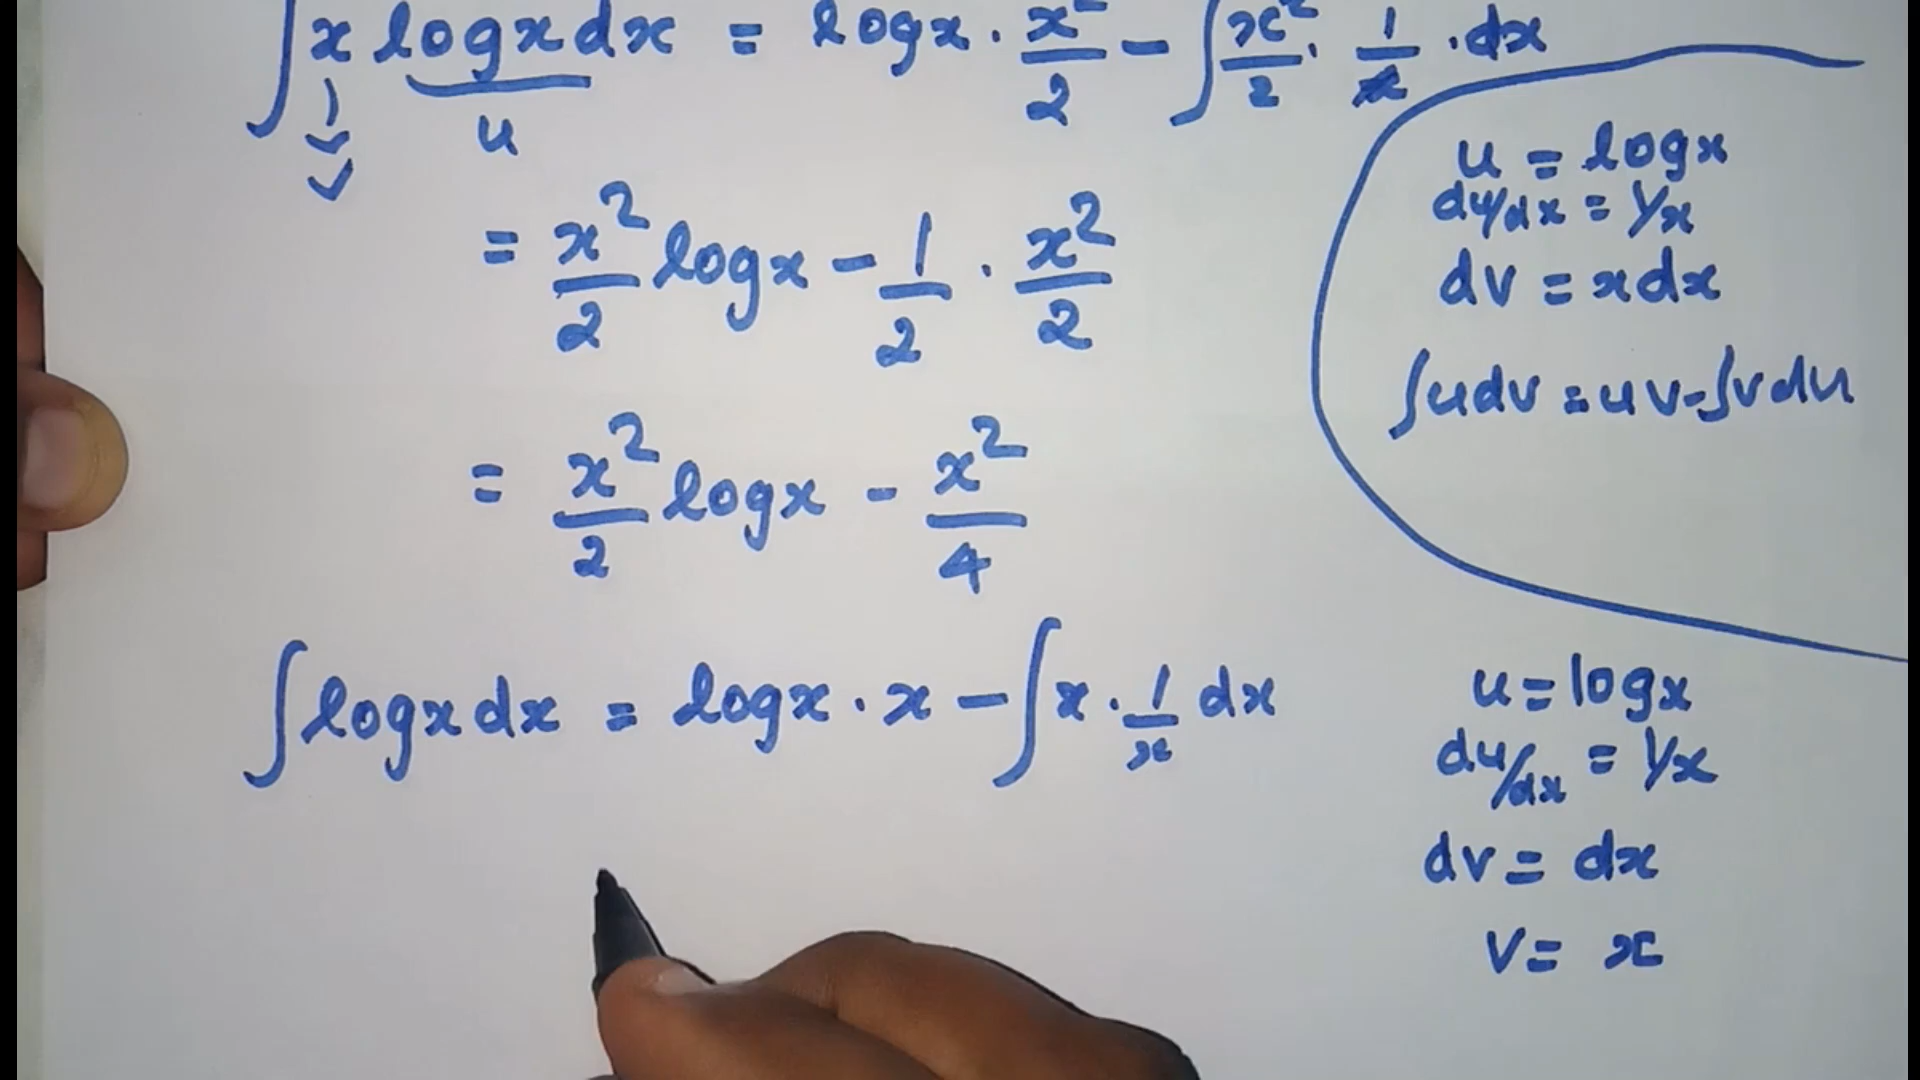 ∫ x logx dx = logx · x²/2 - ∫ x²/2 · 1/x · dx
u
= x²/2 logx - 1/2 · x²/2
= x²/2 logx - x²/4
u = logx
du/dx = 1/x
dv = xdx
∫udv = uv-∫vdu
∫logx dx = logx · x - ∫x · 1/x dx
u = logx
du/dx = 1/x
dv = dx
v = x